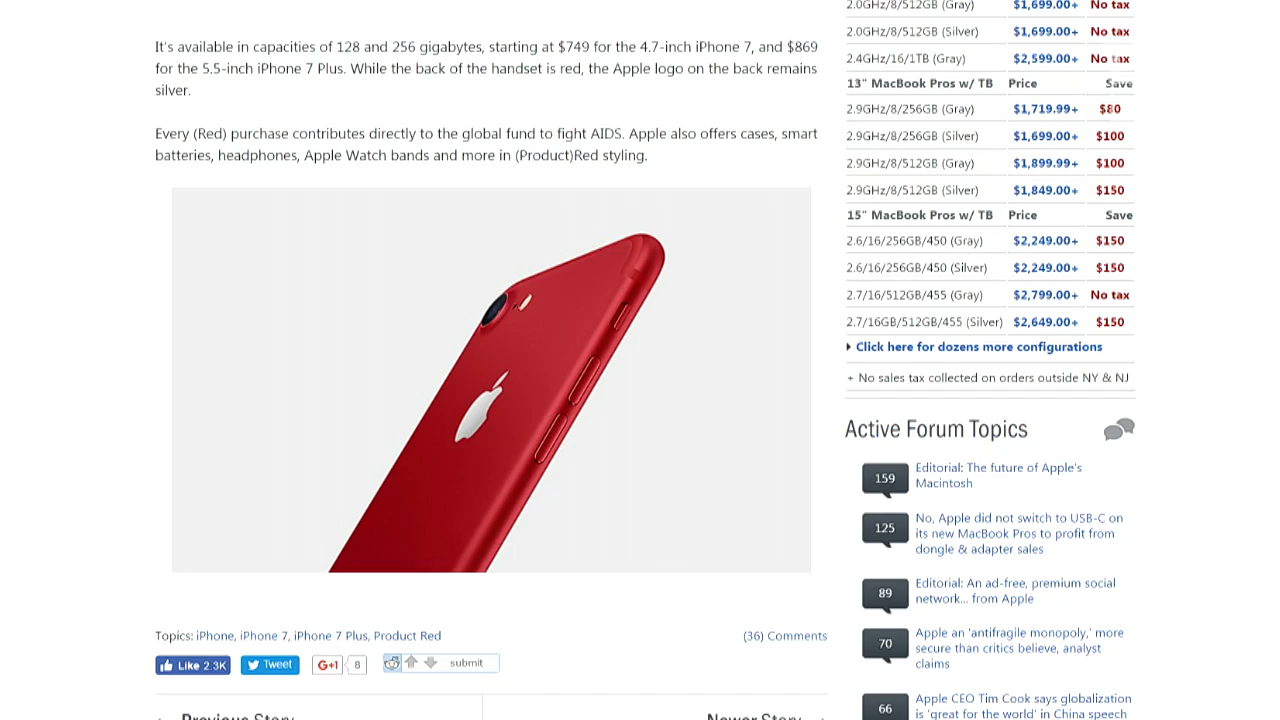 It's available in capacities of 128 and 256 gigabytes, starting at $749 for the 4.7-inch iPhone 7, and $869
for the 5.5-inch iPhone 7 Plus. While the back of the handset is red, the Apple logo on the back remains
silver.
Every (Red) purchase contributes directly to the global fund to fight AIDS. Apple also offers cases, smart
batteries, headphones, Apple Watch bands and more in (Product)Red styling.
Topics: iPhone, iPhone 7, iPhone 7 Plus, Product Red
(36) Comments
Like 2.3K
Tweet
G+1
8
submit
Previous Story
Newer Story
2.0GHz/8/512GB (Gray) $1,699.00+ No tax
2.0GHz/8/512GB (Silver) $1,699.00+ No tax
2.4GHz/16/1TB (Gray) $2,599.00+ No tax
13" MacBook Pros w/ TB Price Save
2.9GHz/8/256GB (Gray) $1,719.99+ $80
2.9GHz/8/256GB (Silver) $1,699.00+ $100
2.9GHz/8/512GB (Gray) $1,899.99+ $100
2.9GHz/8/512GB (Silver) $1,849.00+ $150
15" MacBook Pros w/ TB Price Save
2.6/16/256GB/450 (Gray) $2,249.00+ $150
2.6/16/256GB/450 (Silver) $2,249.00+ $150
2.7/16/512GB/455 (Gray) $2,799.00+ No tax
2.7/16GB/512GB/455 (Silver) $2,649.00+ $150
Click here for dozens more configurations
+ No sales tax collected on orders outside NY & NJ
Active Forum Topics
159
Editorial: The future of Apple's
Macintosh
125
No, Apple did not switch to USB-C on
its new MacBook Pros to profit from
dongle & adapter sales
89
Editorial: An ad-free, premium social
network... from Apple
70
Apple an 'antifragile monopoly,' more
secure than critics believe, analyst
claims
66
Apple CEO Tim Cook says globalization
is 'great for the world' in China speech